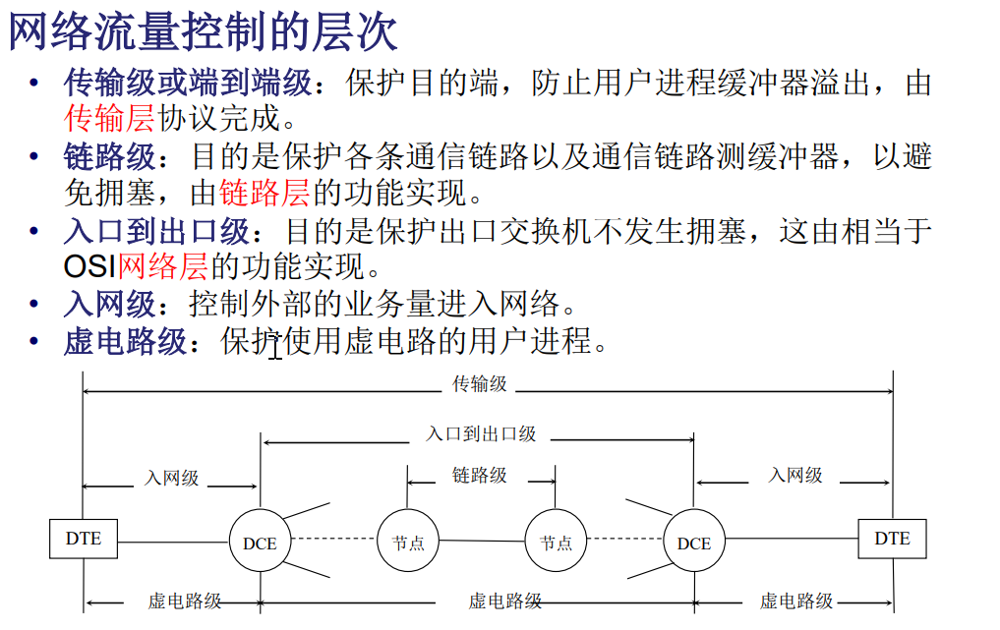 网络流量控制的层次
• 传输级或端到端级：保护目的端，防止用户进程缓冲器溢出，由
传输层协议完成。
• 链路级：目的是保护各条通信链路以及通信链路测缓冲器，以避
免拥塞，由链路层的功能实现。
• 入口到出口级：目的是保护出口交换机不发生拥塞，这由相当于
OSI网络层的功能实现。
• 入网级：控制外部的业务量进入网络。
• 虚电路级：保护使用虚电路的用户进程。
传输级
入口到出口级
入网级
链路级
入网级
DTE
DCE
节点
节点
DCE
DTE
虚电路级
虚电路级
虚电路级